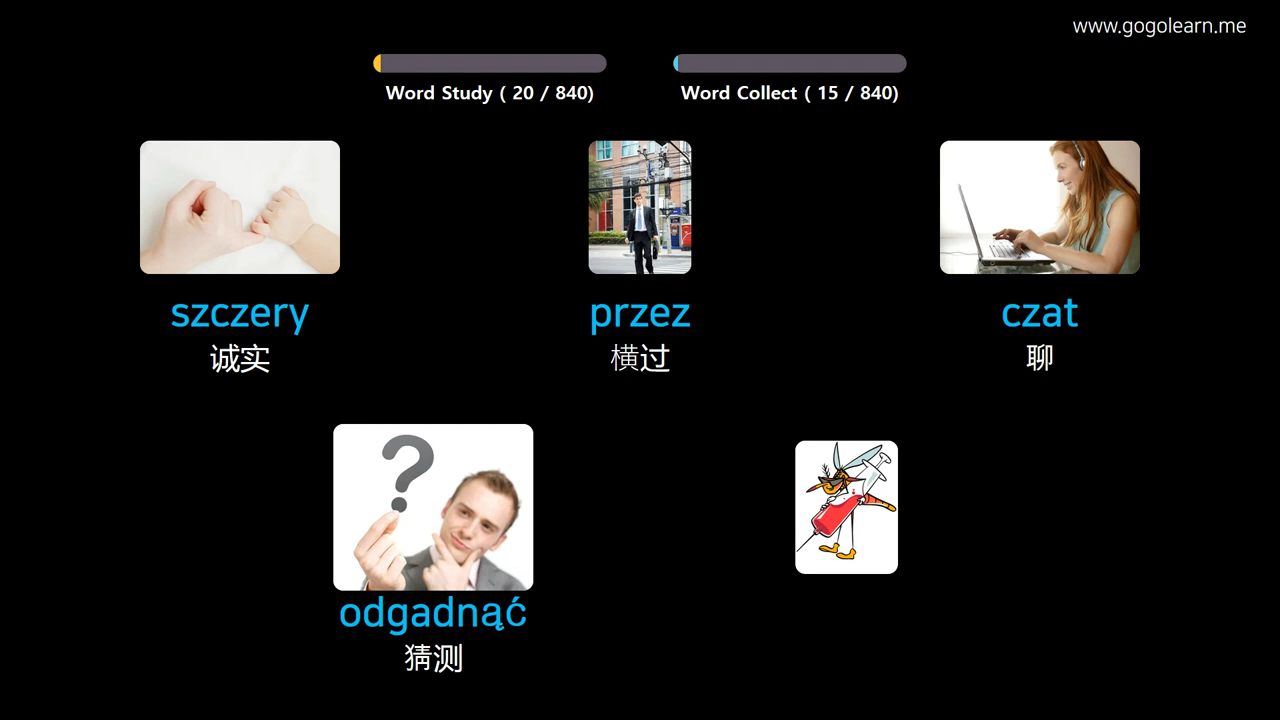 www.gogolearn.me
Word Study ( 20 / 840)
Word Collect ( 15 / 840)
szczery
诚实
przez
横过
czat
聊
odgadnąć
猜测